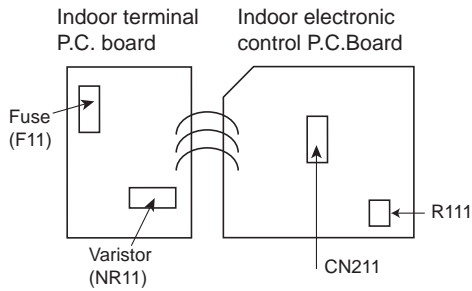 Indoor terminal
P.C. board
Indoor electronic
control P.C.Board
Fuse
(F11)
R111
Varistor
(NR11)
CN211